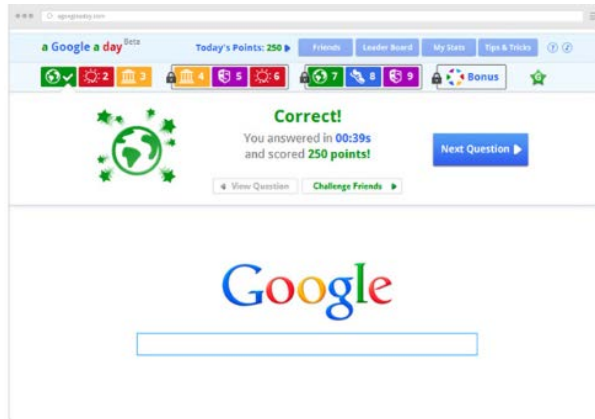 agoogleaday.com
a Google a day Beta
Today's Points: 250
Friends
Leader Board
My Stats
Tips & Tricks
2
3
4
5
6
7
8
9
Bonus
Correct!
You answered in 00:39s
and scored 250 points!
Next Question
View Question
Challenge Friends
Google